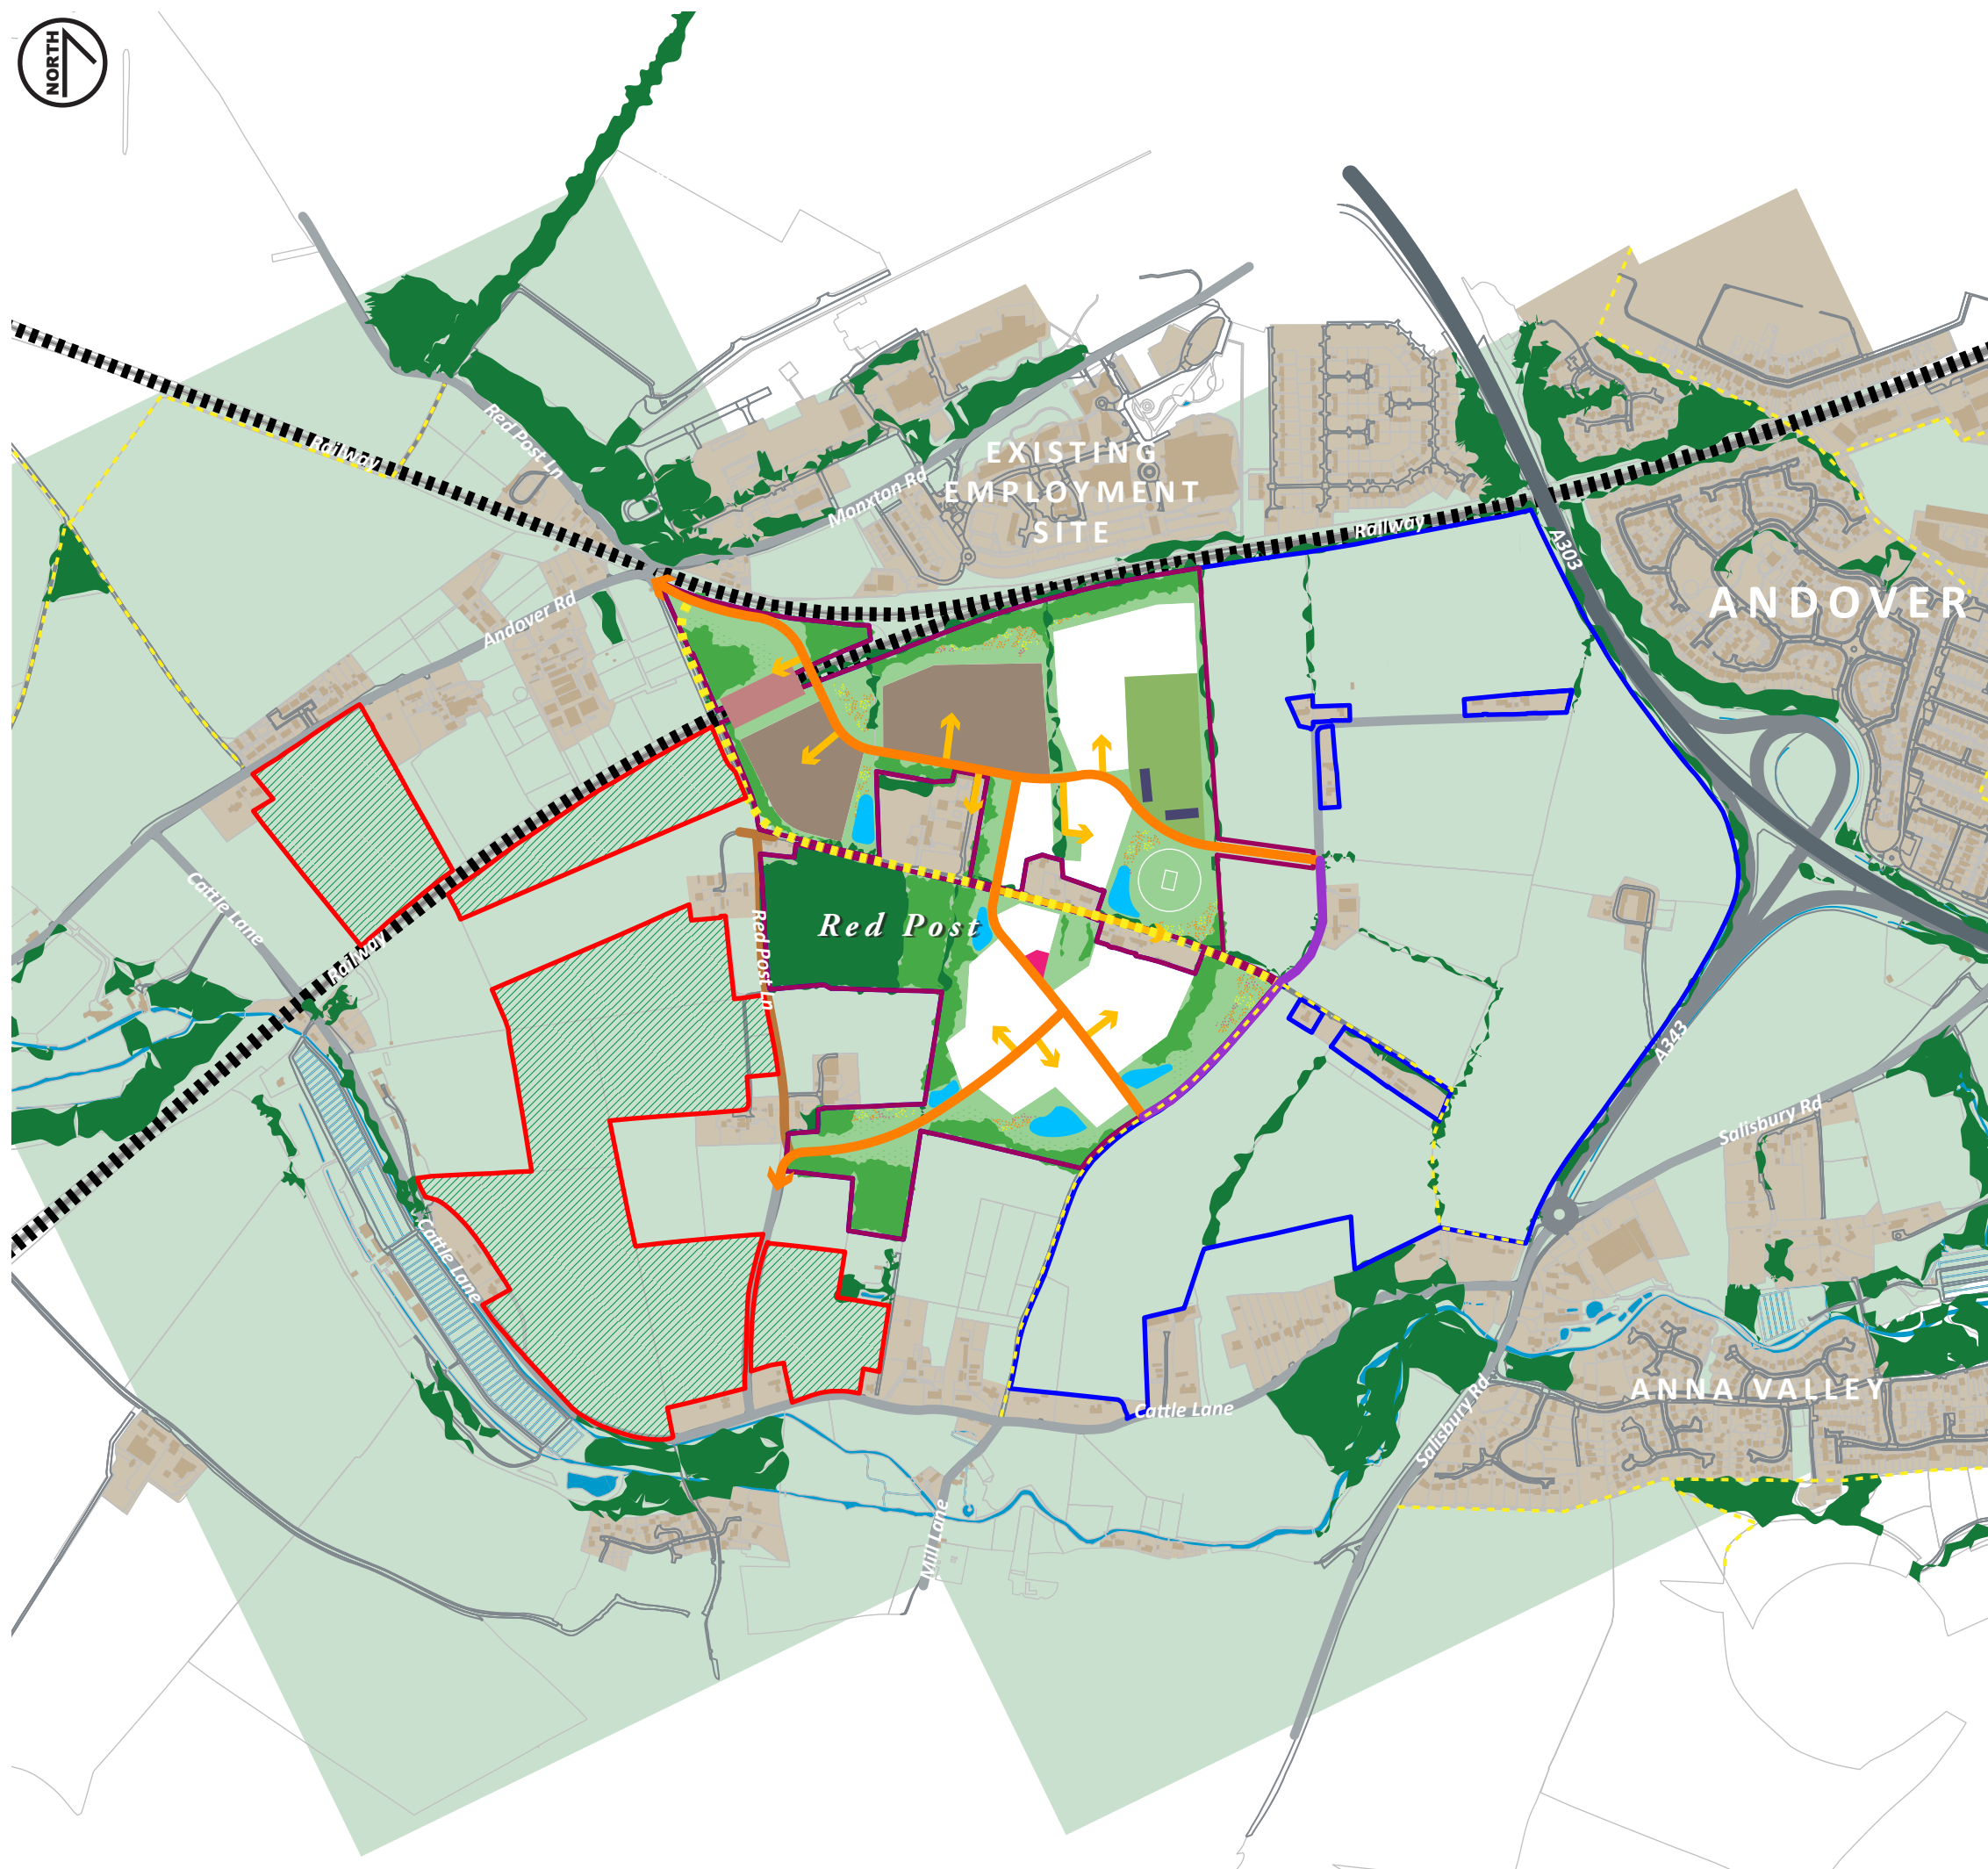 NORTH
Red Post Ln
Railway
Monxton Rd
EXISTING
EMPLOYMENT
SITE
Railway
A303
ANDOVER
Andover Rd
Cattle Lane
Railway
Red Post Ln
Red Post
A343
Salisbury Rd
Cattle Lane
ANNA VALLEY
Cattle Lane
Salisbury Rd
Mill Lane